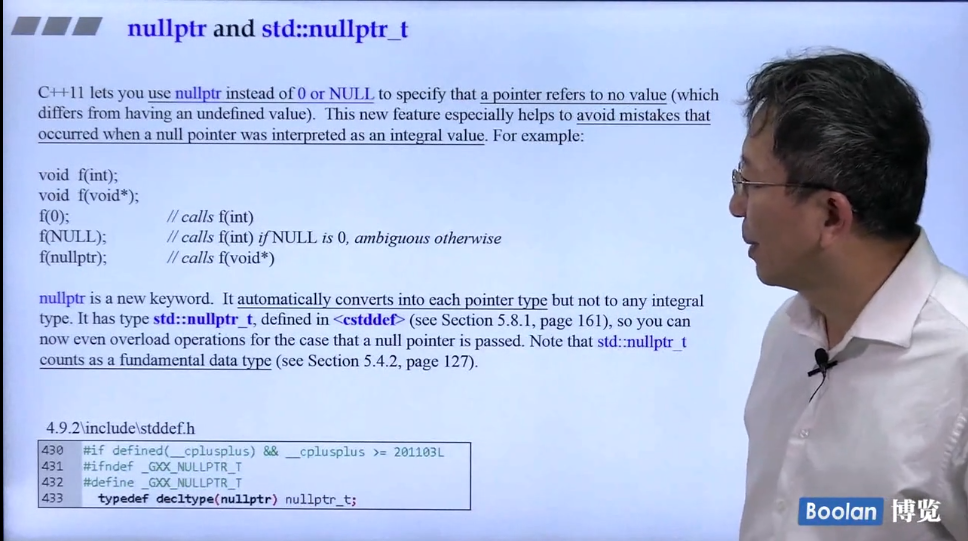 nullptr and std::nullptr_t
C++11 lets you use nullptr instead of 0 or NULL to specify that a pointer refers to no value (which
differs from having an undefined value). This new feature especially helps to avoid mistakes that
occurred when a null pointer was interpreted as an integral value. For example:
void f(int);
void f(void*);
f(0); // calls f(int)
f(NULL); // calls f(int) if NULL is 0, ambiguous otherwise
f(nullptr); // calls f(void*)
nullptr is a new keyword. It automatically converts into each pointer type but not to any integral
type. It has type std::nullptr_t, defined in <cstddef> (see Section 5.8.1, page 161), so you can
now even overload operations for the case that a null pointer is passed. Note that std::nullptr_t
counts as a fundamental data type (see Section 5.4.2, page 127).
4.9.2\include\stddef.h
430 #if defined(__cplusplus) && __cplusplus >= 201103L
431 #ifndef _GXX_NULLPTR_T
432 #define _GXX_NULLPTR_T
433 typedef decltype(nullptr) nullptr_t;
Boolan 博览